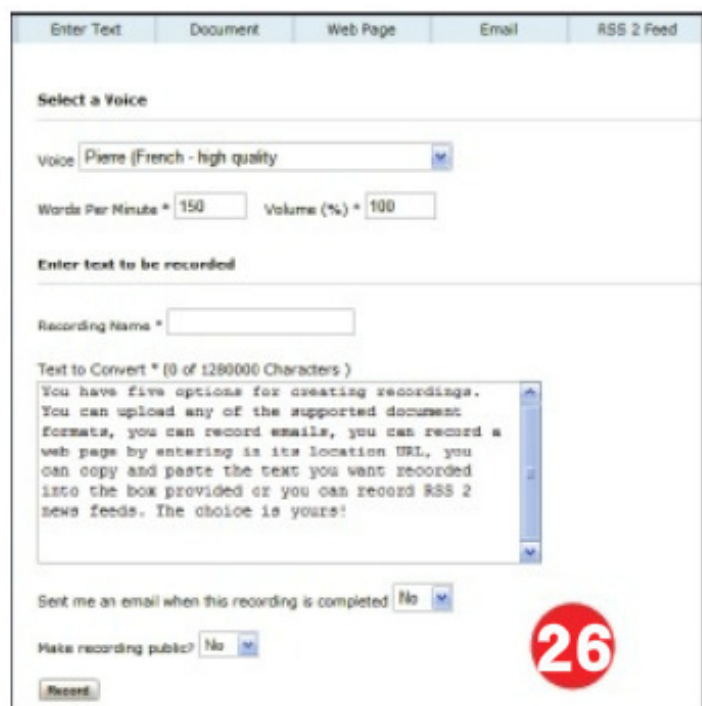 Enter Text Document Web Page Email RSS 2 Feed
Select a Voice
Voice Pierre (French - high quality
Words Per Minute * 150 Volume (%) * 100
Enter text to be recorded
Recording Name *
Text to Convert * (0 of 1280000 Characters )
You have five options for creating recordings.
You can upload any of the supported document
formats, you can record emails, you can record a
web page by entering in its location URL, you
can copy and paste the text you want recorded
into the box provided or you can record RSS 2
news feeds. The choice is yours!
Sent me an email when this recording is completed No
Make recording public? No
26
Record